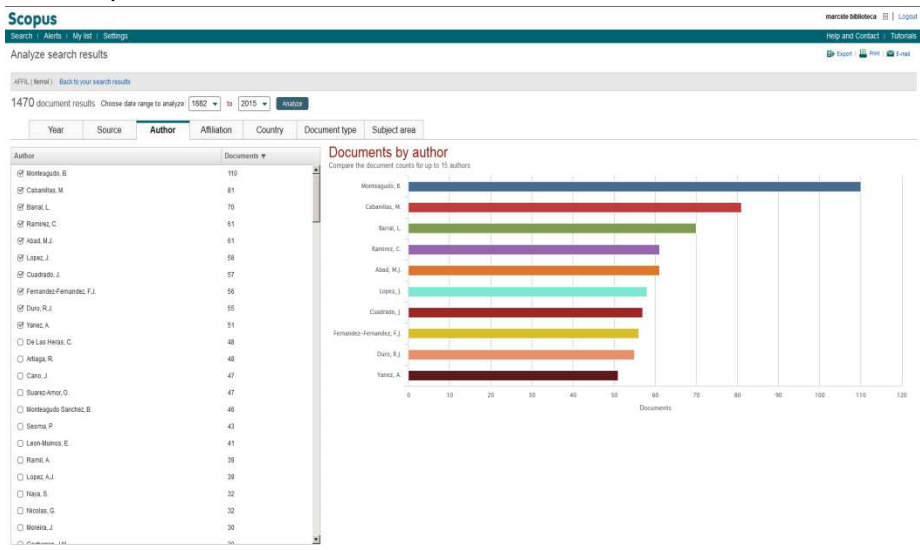 Scopus
marcide biblioteca | Logout
Search | Alerts | My list | Settings
Help and Contact | Tutorials
Analyze search results
Export | Print | E-mail
AFFIL ( ferrol ) Back to your search results
1470 document results Choose date range to analyze: 1882 to 2015 Analyze
Year Source Author Affiliation Country Document type Subject area
Author Documents
Monteagudo, B. 110
Cabanillas, M. 81
Barral, L. 70
Ramirez, C. 61
Abad, M.J. 61
Lopez, J. 58
Cuadrado, J. 57
Fernandez-Fernandez, F.J. 56
Duro, R.J. 55
Yanez, A. 51
De Las Heras, C. 48
Artiaga, R. 48
Cano, J. 47
Suarez-Amor, O. 47
Monteagudo Sanchez, B. 46
Sesma, P. 43
Leon-Muinos, E. 41
Ramil, A. 39
Lopez, A.J. 39
Naya, S. 32
Nicolas, G. 32
Moreira, J. 30
Documents by author
Compare the document counts for up to 15 authors
Monteagudo, B.
Cabanillas, M.
Barral, L.
Ramirez, C.
Abad, M.J.
Lopez, J.
Cuadrado, J.
Fernandez-Fernandez, F.J.
Duro, R.J.
Yanez, A.
0 10 20 30 40 50 60 70 80 90 100 110 120
Documents